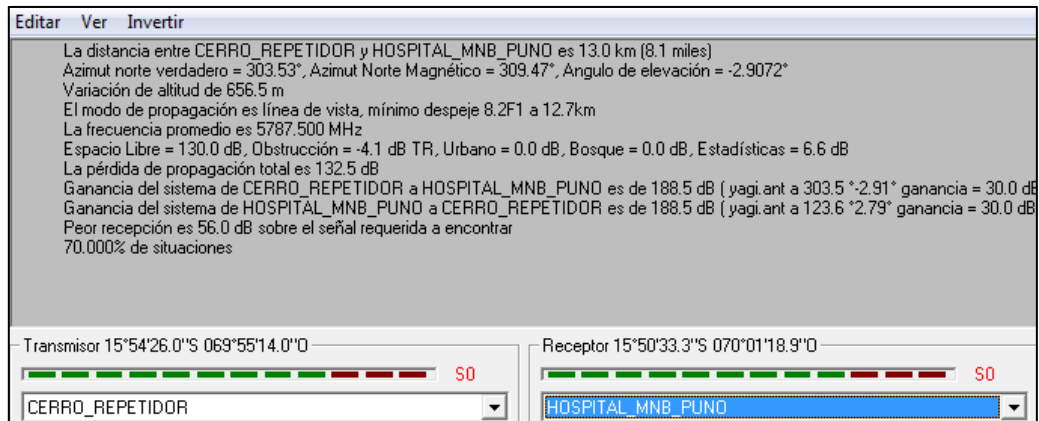 Editar Ver Invertir
La distancia entre CERRO_REPETIDOR y HOSPITAL_MNB_PUNO es 13.0 km (8.1 miles)
Azimut norte verdadero = 303.53°, Azimut Norte Magnético = 309.47°, Angulo de elevación = -2.9072°
Variación de altitud de 656.5 m
El modo de propagación es línea de vista, mínimo despeje 8.2F1 a 12.7km
La frecuencia promedio es 5787.500 MHz
Espacio Libre = 130.0 dB, Obstrucción = -4.1 dB TR, Urbano = 0.0 dB, Bosque = 0.0 dB, Estadísticas = 6.6 dB
La pérdida de propagación total es 132.5 dB
Ganancia del sistema de CERRO_REPETIDOR a HOSPITAL_MNB_PUNO es de 188.5 dB ( yagi.ant a 303.5 °-2.91° ganancia = 30.0 dB
Ganancia del sistema de HOSPITAL_MNB_PUNO a CERRO_REPETIDOR es de 188.5 dB ( yagi.ant a 123.6 °2.79° ganancia = 30.0 dB
Peor recepción es 56.0 dB sobre el señal requerida a encontrar
70.000% de situaciones
Transmisor 15°54'26.0''S 069°55'14.0''O
S0
CERRO_REPETIDOR
Receptor 15°50'33.3''S 070°01'18.9''O
S0
HOSPITAL_MNB_PUNO